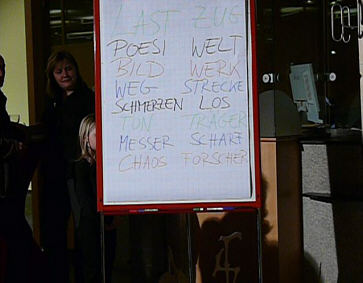 LAST ZUG
POESI WELT
BILD WERK
WEG STRECKE
SCHMERZEN LOS
TON TRÄGER
MESSER SCHARF
CHAOS FORSCHER